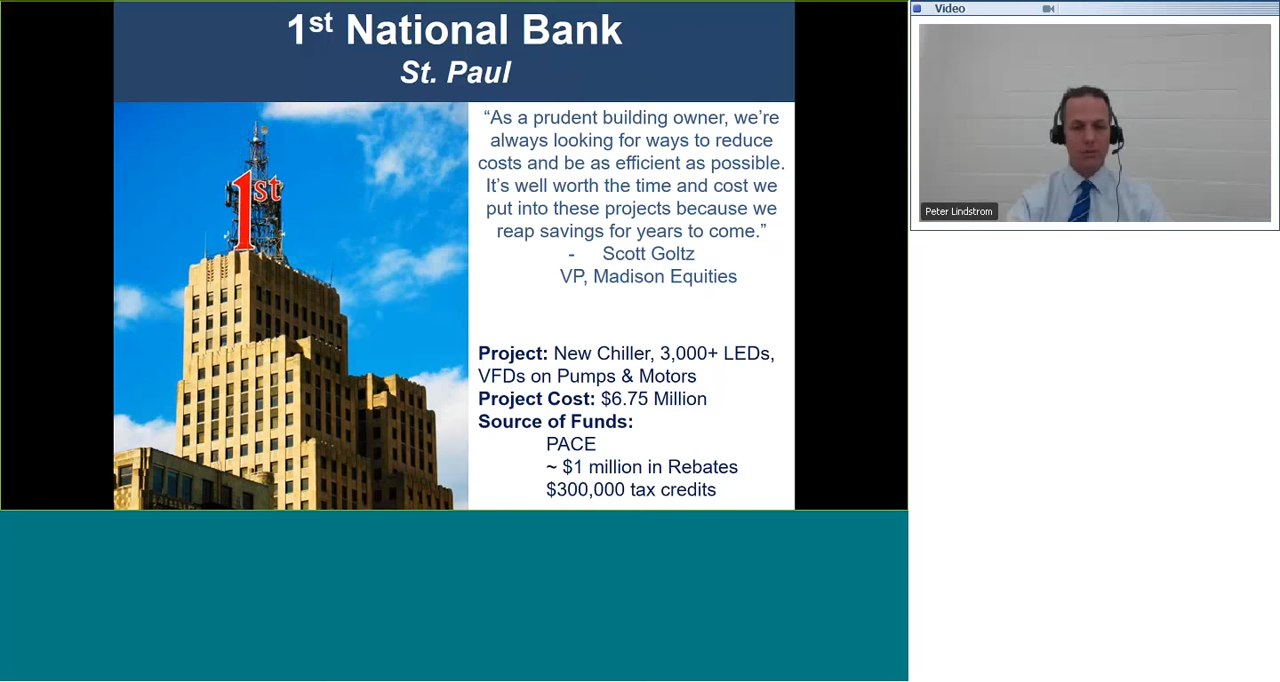 1st National Bank
St. Paul
1st
“As a prudent building owner, we’re
always looking for ways to reduce
costs and be as efficient as possible.
It’s well worth the time and cost we
put into these projects because we
reap savings for years to come.”
- Scott Goltz
VP, Madison Equities
Project: New Chiller, 3,000+ LEDs,
VFDs on Pumps & Motors
Project Cost: $6.75 Million
Source of Funds:
PACE
~ $1 million in Rebates
$300,000 tax credits
Video
Peter Lindstrom